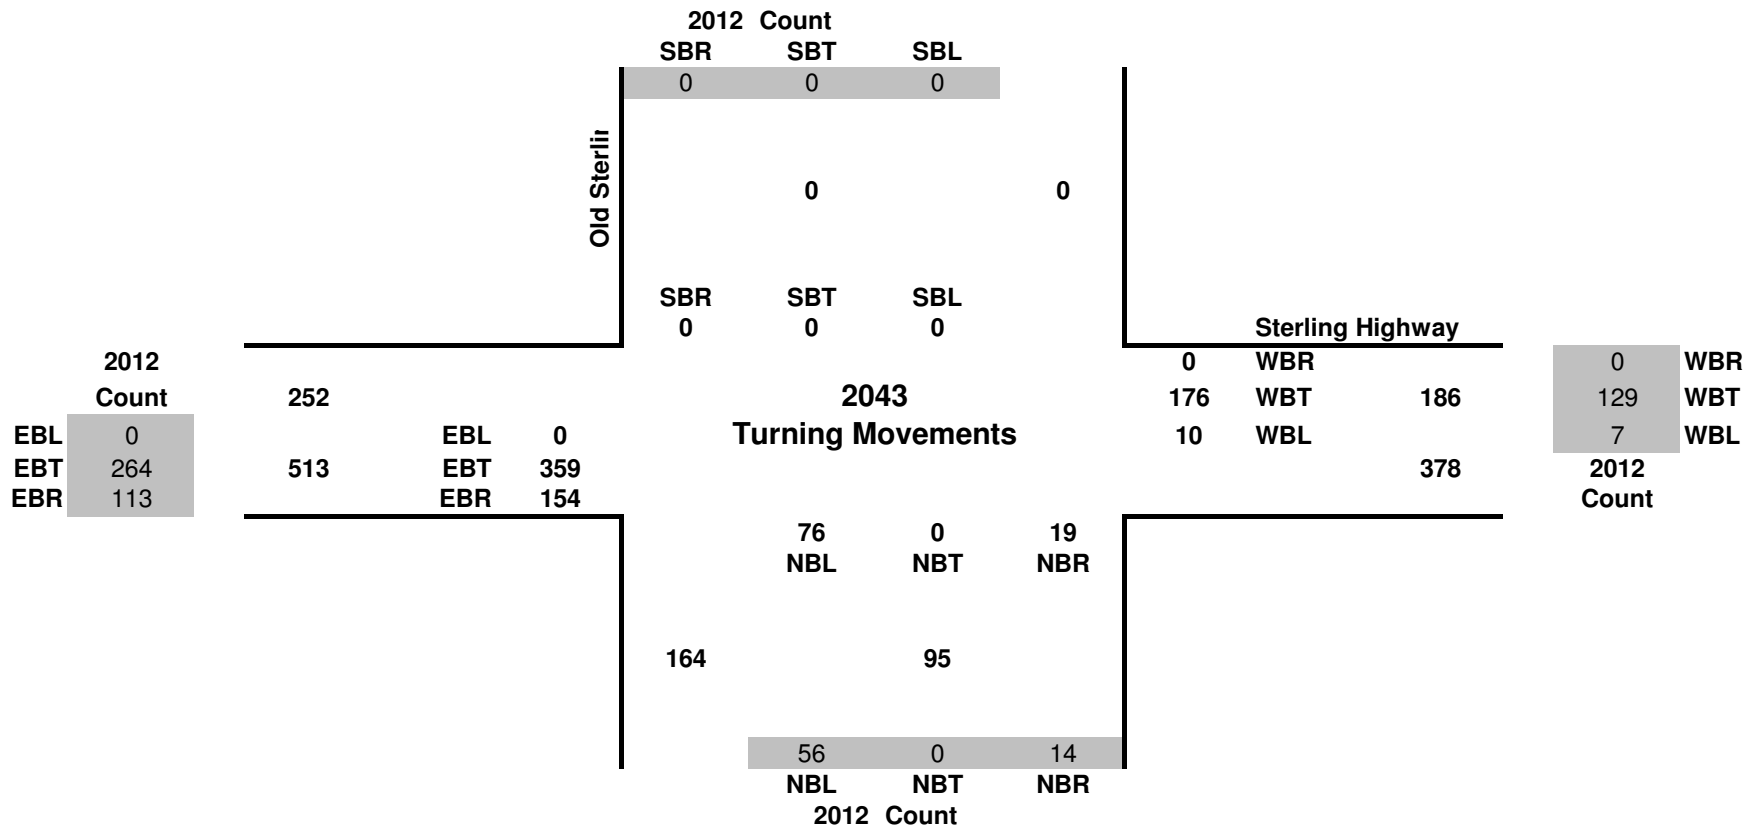 2012 Count
SBR SBT SBL
0 0 0
Old Sterlin
0 0
SBR SBT SBL
0 0 0
Sterling Highway
2012 0 WBR 0 WBR
Count 252 2043 176 WBT 186 129 WBT
EBL 0 EBL 0 Turning Movements 10 WBL 7 WBL
EBT 264 513 EBT 359 378 2012
EBR 113 EBR 154 Count
76 0 19
NBL NBT NBR
164 95
56 0 14
NBL NBT NBR
2012 Count